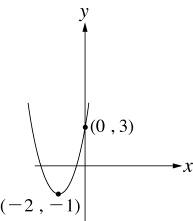 y
(0 , 3)
x
(−2 , −1)